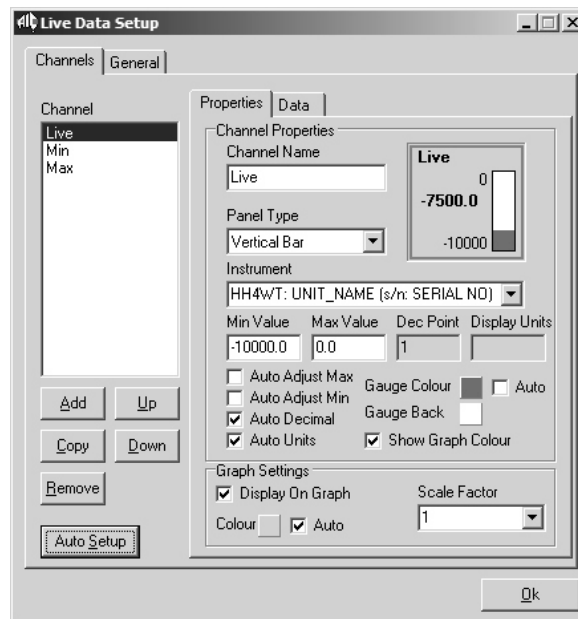 Live Data Setup
Channels General
Channel
Live
Min
Max
Add Up
Copy Down
Remove
Auto Setup
Properties Data
Channel Properties
Channel Name
Live
Live
0
-7500.0
-10000
Panel Type
Vertical Bar
Instrument
HH4WT: UNIT_NAME (s/n: SERIAL NO)
Min Value Max Value Dec Point Display Units
-10000.0 0.0 1
Auto Adjust Max
Auto Adjust Min
Auto Decimal
Auto Units
Gauge Colour Auto
Gauge Back
Show Graph Colour
Graph Settings
Display On Graph
Colour Auto
Scale Factor
1
Ok